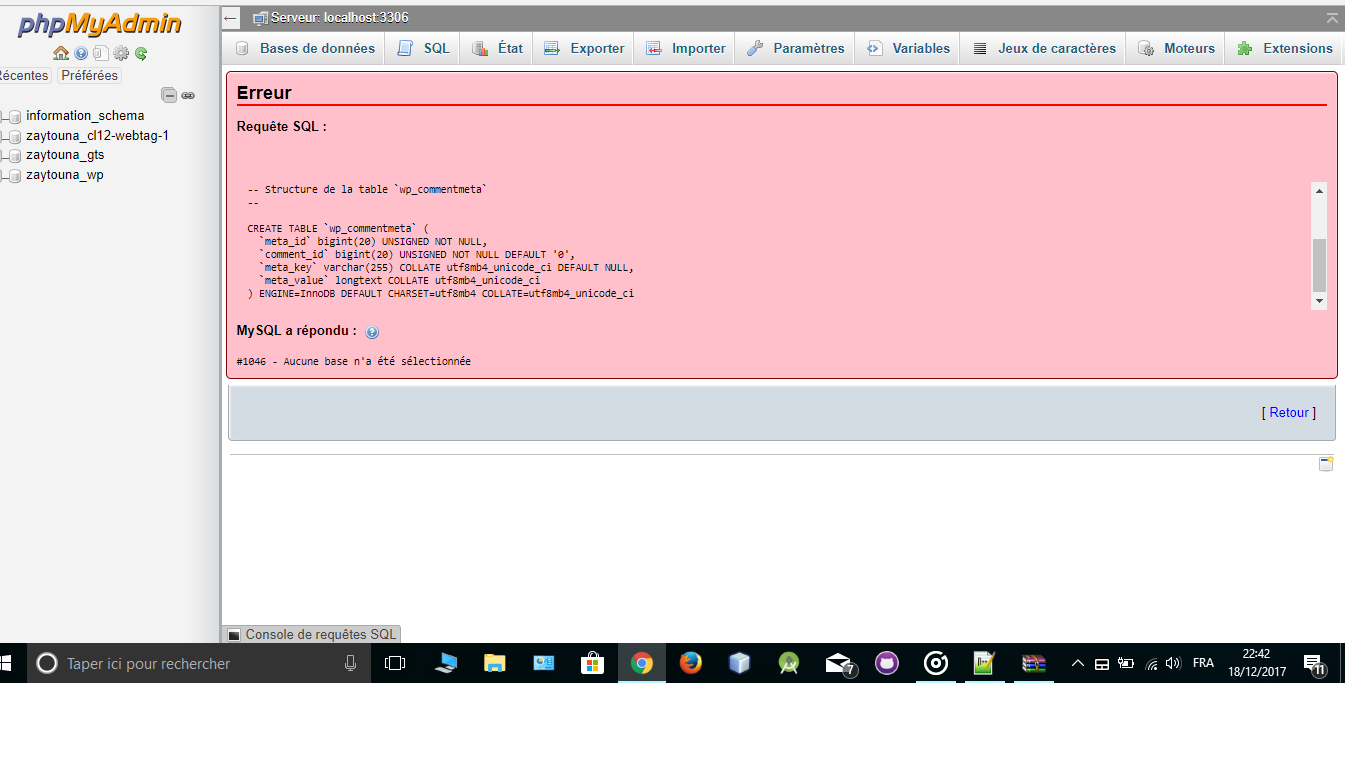 phpMyAdmin
Récentes Préférées
information_schema
zaytouna_cl12-webtag-1
zaytouna_gts
zaytouna_wp
Serveur: localhost:3306
Bases de données SQL État Exporter Importer Paramètres Variables Jeux de caractères Moteurs Extensions
Erreur
Requête SQL :
-- Structure de la table `wp_commentmeta`
--
CREATE TABLE `wp_commentmeta` (
`meta_id` bigint(20) UNSIGNED NOT NULL,
`comment_id` bigint(20) UNSIGNED NOT NULL DEFAULT '0',
`meta_key` varchar(255) COLLATE utf8mb4_unicode_ci DEFAULT NULL,
`meta_value` longtext COLLATE utf8mb4_unicode_ci
) ENGINE=InnoDB DEFAULT CHARSET=utf8mb4 COLLATE=utf8mb4_unicode_ci
MySQL a répondu :
#1046 - Aucune base n'a été sélectionnée
[ Retour ]
Console de requêtes SQL
Taper ici pour rechercher
7
FRA
22:42
18/12/2017
11